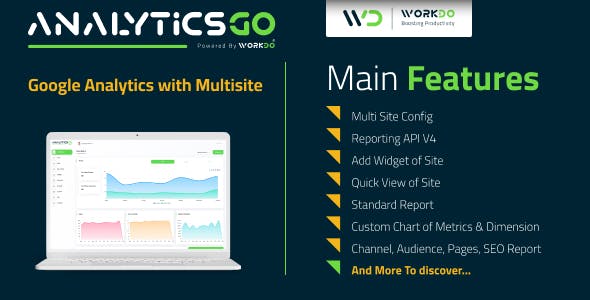 ANALYTICSGO
Powered By WORKDO
Google Analytics with Multisite
WORKDO
Boosting Productivity
Main Features
Multi Site Config
Reporting API V4
Add Widget of Site
Quick View of Site
Standard Report
Custom Chart of Metrics & Dimension
Channel, Audience, Pages, SEO Report
And More To discover...
ANALYTICSGO